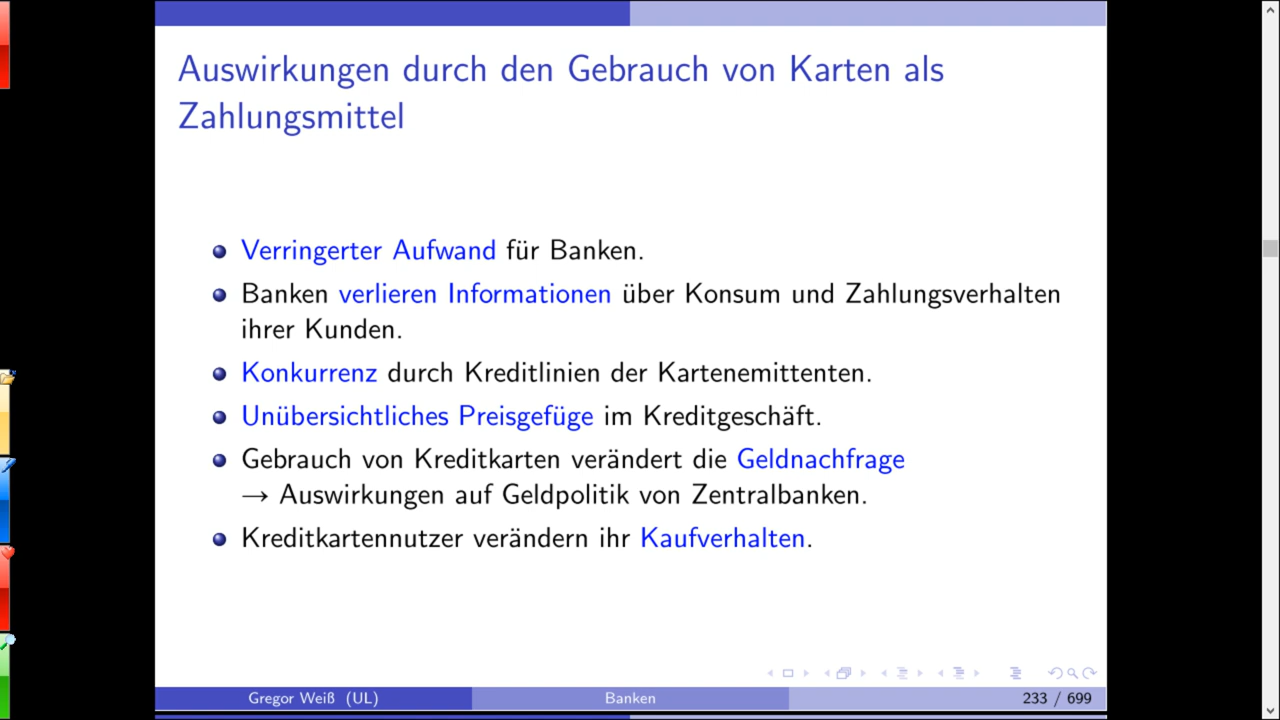 Auswirkungen durch den Gebrauch von Karten als
Zahlungsmittel
Verringerter Aufwand für Banken.
Banken verlieren Informationen über Konsum und Zahlungsverhalten
ihrer Kunden.
Konkurrenz durch Kreditlinien der Kartenemittenten.
Unübersichtliches Preisgefüge im Kreditgeschäft.
Gebrauch von Kreditkarten verändert die Geldnachfrage
→ Auswirkungen auf Geldpolitik von Zentralbanken.
Kreditkartennutzer verändern ihr Kaufverhalten.
Gregor Weiß (UL) Banken 233 / 699